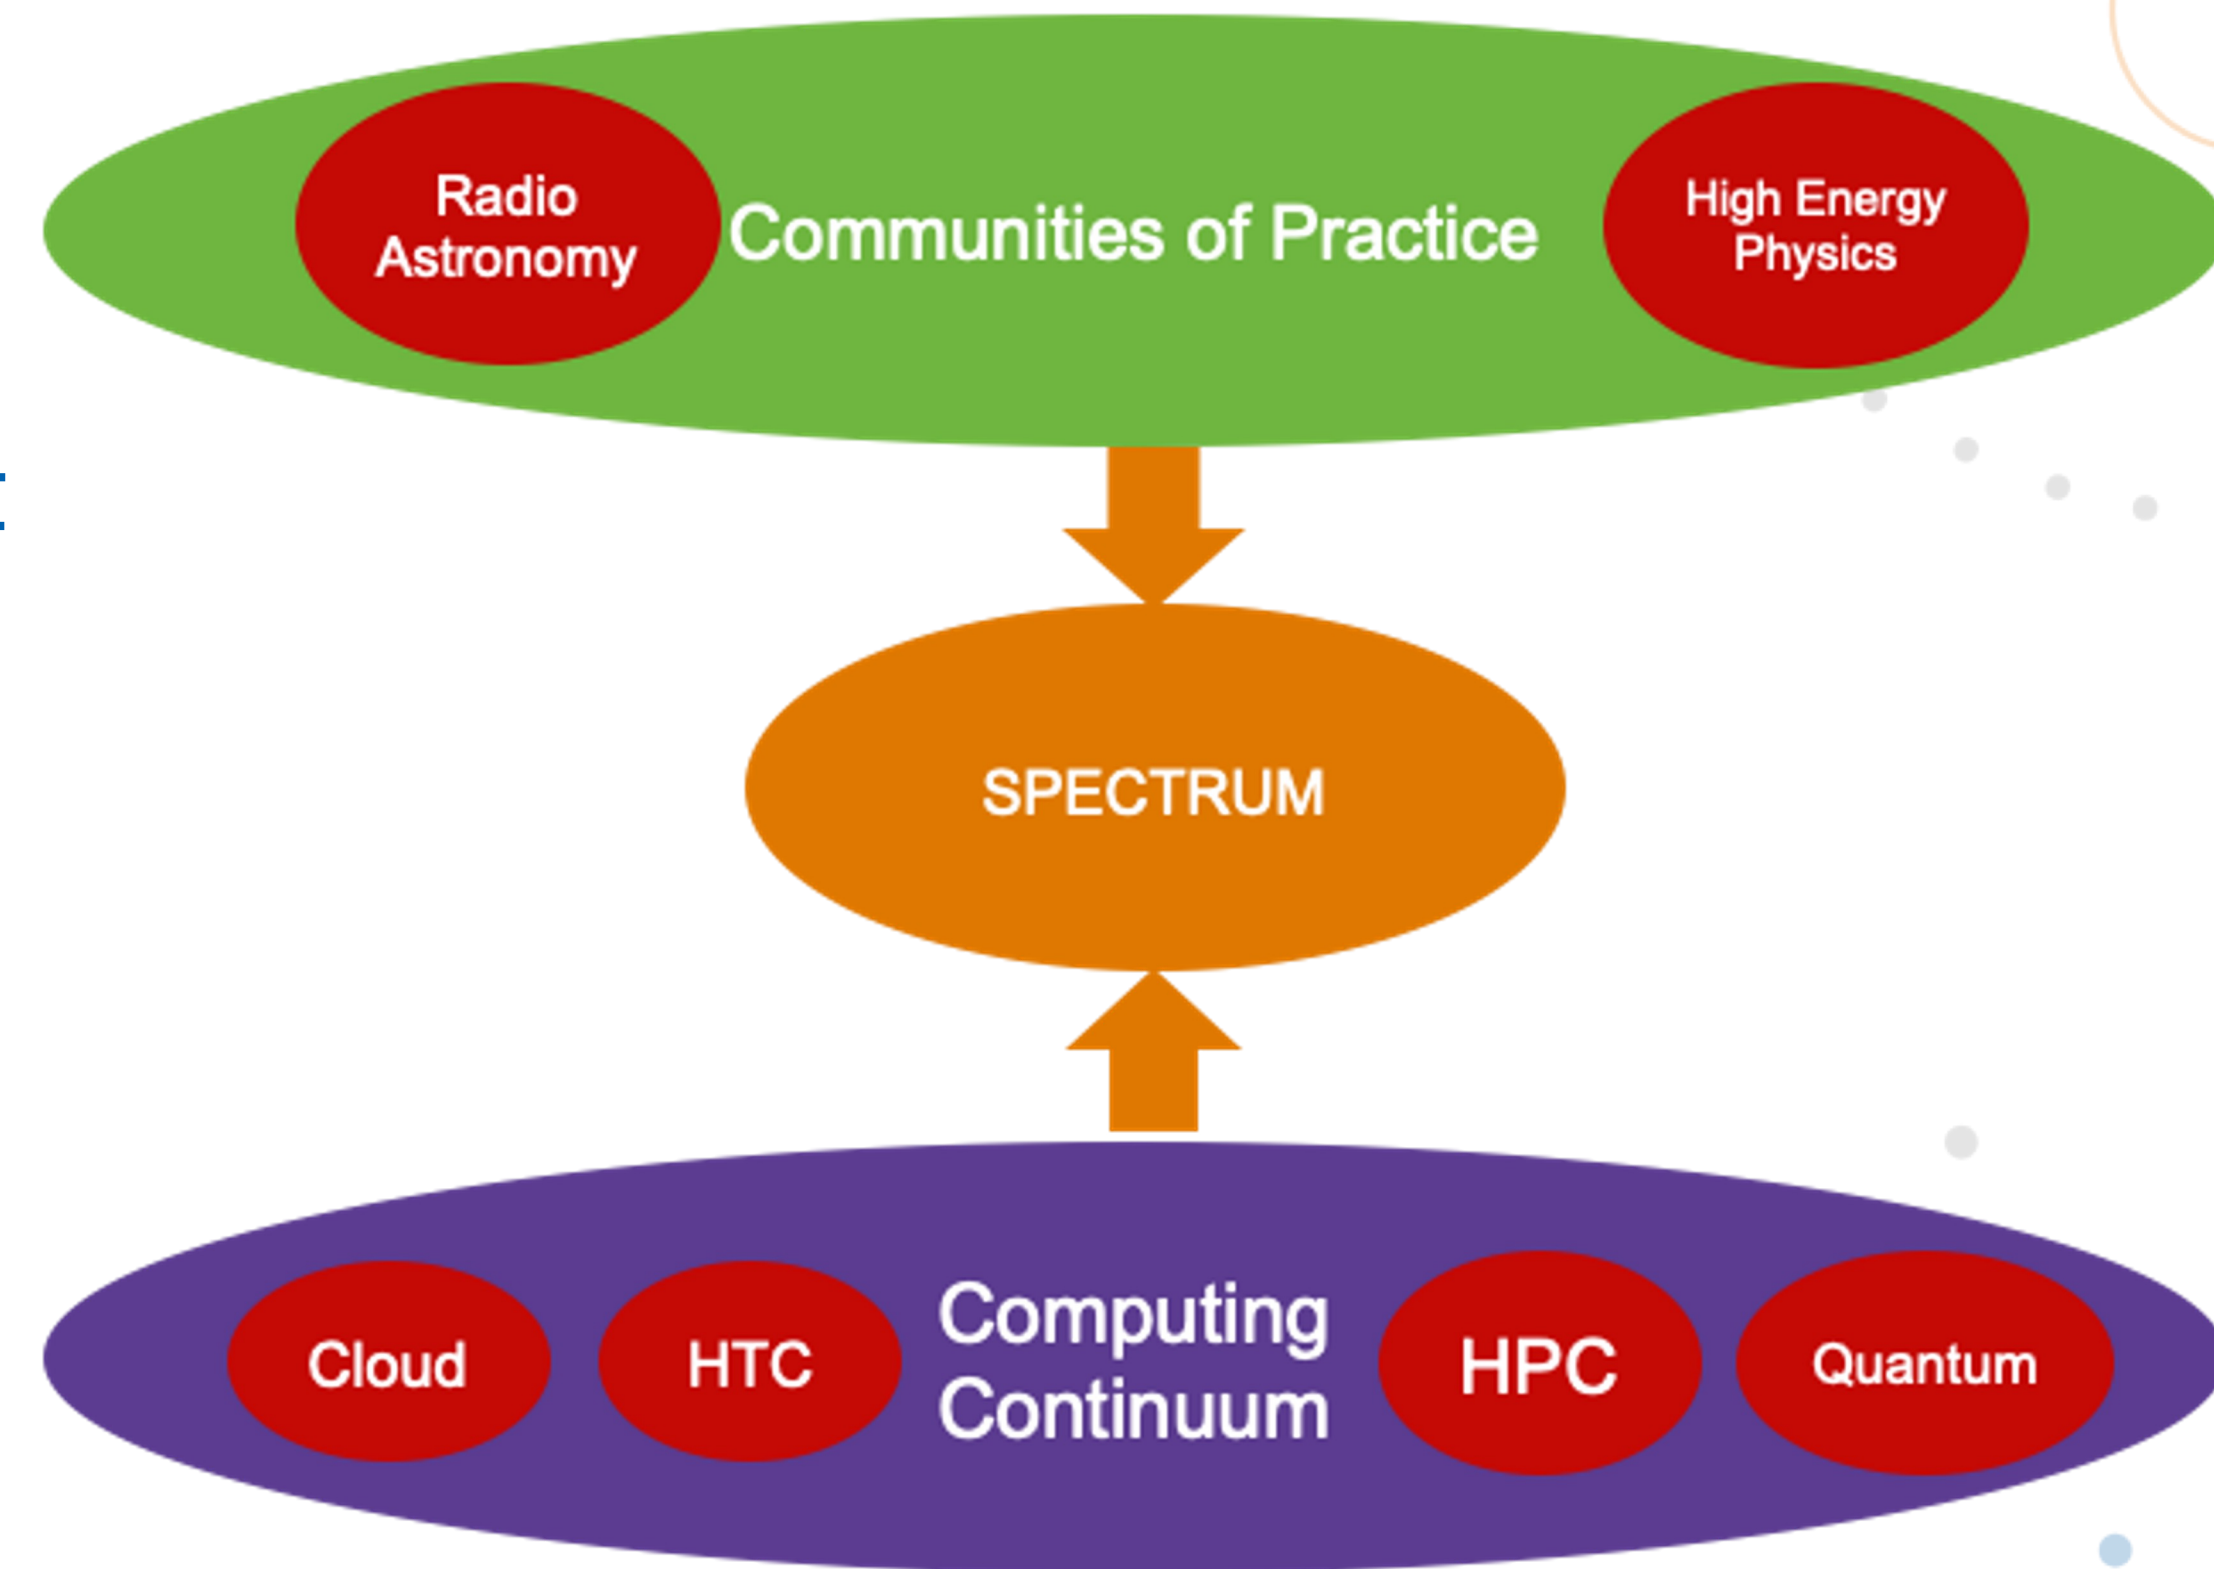 Radio
Astronomy
Communities of Practice
High Energy
Physics
SPECTRUM
Cloud
HTC
Computing
Continuum
HPC
Quantum